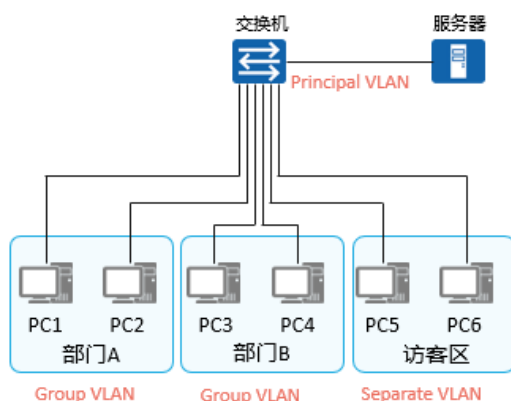 交换机
服务器
Principal VLAN
PC1
PC2
部门A
PC3
PC4
部门B
PC5
PC6
访客区
Group VLAN
Group VLAN
Separate VLAN